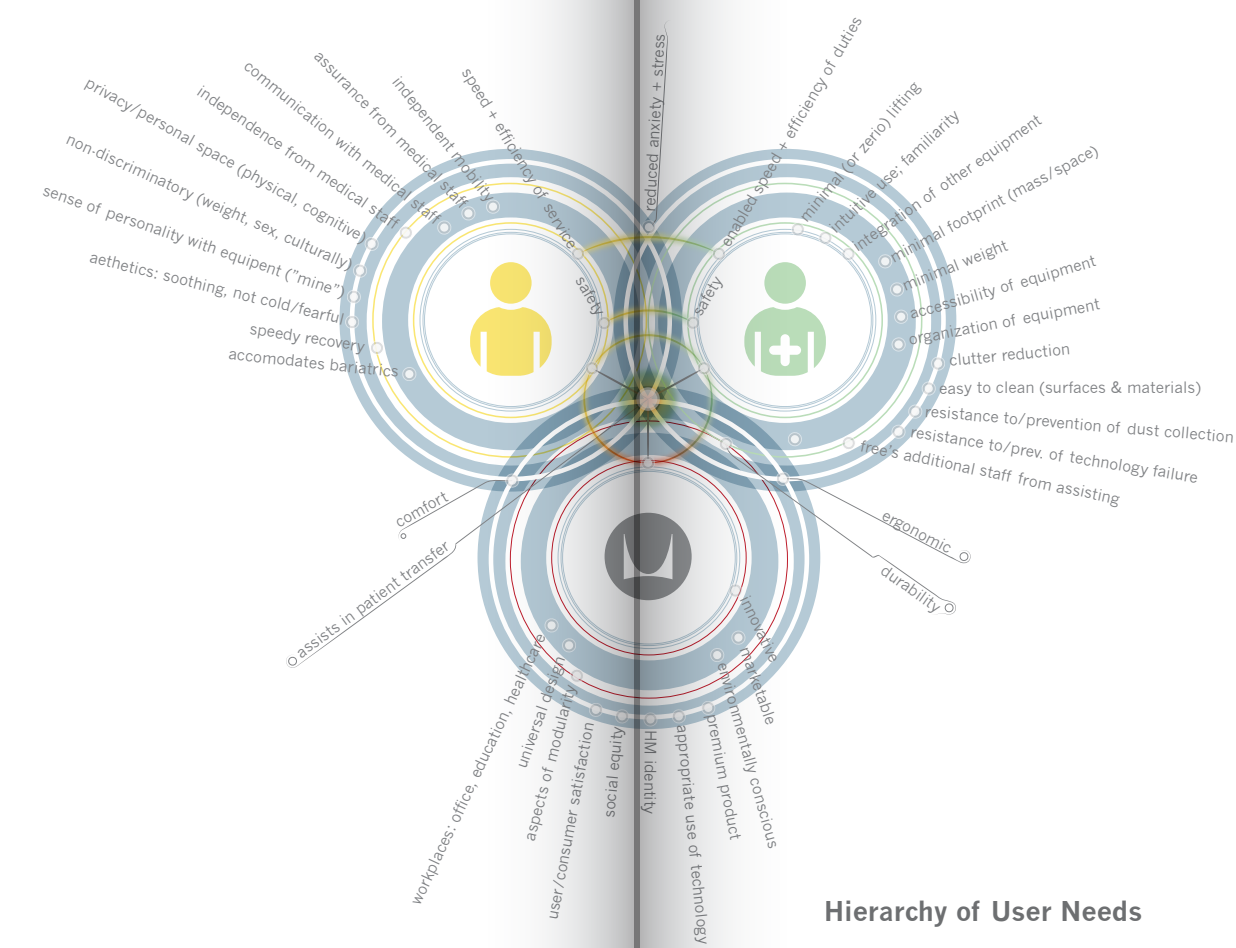 speed + efficiency of service
independent mobility
assurance from medical staff
communication with medical staff
independence from medical staff
privacy/personal space (physical, cognitive)
non-discriminatory (weight, sex, culturally)
sense of personality with equipent ("mine")
aethetics: soothing, not cold/fearful
speedy recovery
accomodates bariatrics
safety
reduced anxiety + stress
safety
enabled speed + efficiency of duties
minimal (or zerio) lifting
intuitive use; familiarity
integration of other equipment
minimal footprint (mass/space)
minimal weight
accessibility of equipment
organization of equipment
clutter reduction
easy to clean (surfaces & materials)
resistance to/prevention of dust collection
resistance to/prev. of technology failure
free's additional staff from assisting
comfort
assists in patient transfer
ergonomic
durability
workplaces: office, education, healthcare
universal design
aspects of modularity
user/consumer satisfaction
social equity
HM identity
appropriate use of technology
premium product
environmentally conscious
marketable
innovative
Hierarchy of User Needs